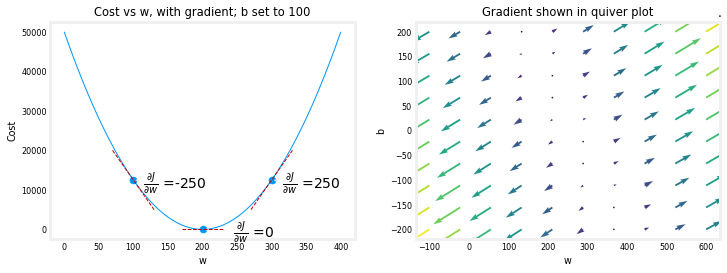 Cost vs w, with gradient; b set to 100
50000
40000
30000
20000
10000
0
Cost
∂J/∂w =-250
∂J/∂w =250
∂J/∂w =0
0 50 100 150 200 250 300 350 400
w
Gradient shown in quiver plot
200
150
100
50
0
−50
−100
−150
−200
b
−100 0 100 200 300 400 500 600
w